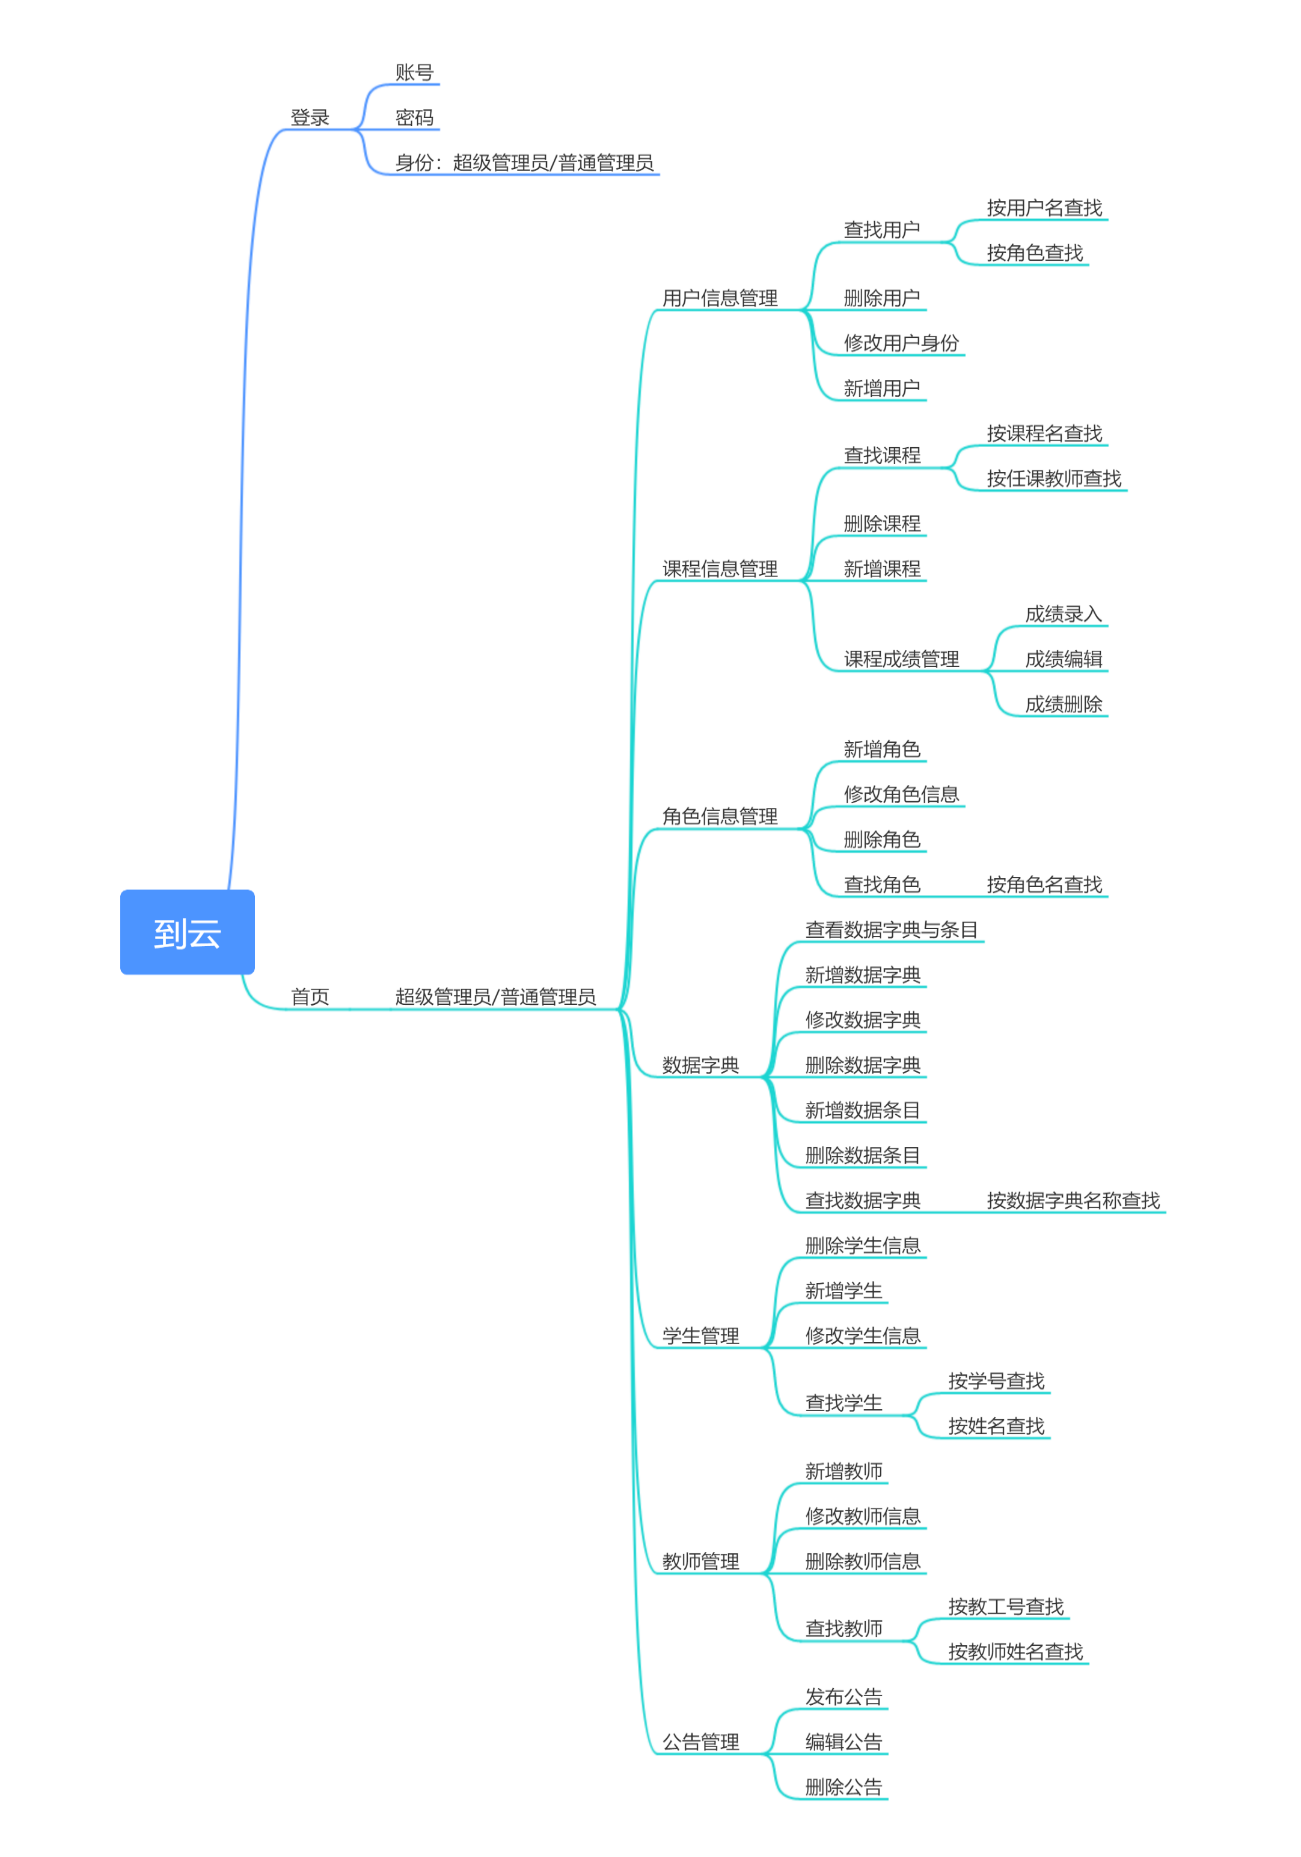 账号
登录
密码
身份：超级管理员/普通管理员
按用户名查找
查找用户
按角色查找
用户信息管理
删除用户
修改用户身份
新增用户
按课程名查找
查找课程
按任课教师查找
删除课程
课程信息管理
新增课程
成绩录入
课程成绩管理
成绩编辑
成绩删除
新增角色
修改角色信息
角色信息管理
删除角色
查找角色
按角色名查找
到云
查看数据字典与条目
新增数据字典
首页
超级管理员/普通管理员
修改数据字典
数据字典
删除数据字典
新增数据条目
删除数据条目
查找数据字典
按数据字典名称查找
删除学生信息
新增学生
学生管理
修改学生信息
按学号查找
查找学生
按姓名查找
新增教师
修改教师信息
教师管理
删除教师信息
按教工号查找
查找教师
按教师姓名查找
发布公告
公告管理
编辑公告
删除公告